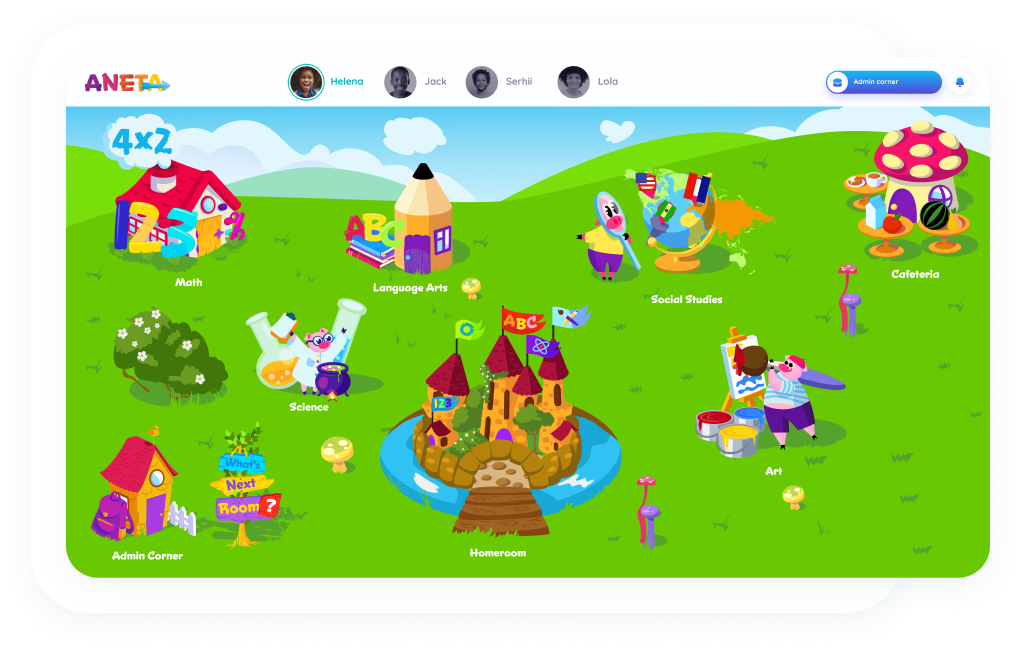 ANETA
Helena
Jack
Serhii
Lola
Admin corner
4x2
123
Math
ABC
Language Arts
Social Studies
Cafeteria
Science
ABC
123
Homeroom
Art
What's
Next
Room ?
Admin Corner